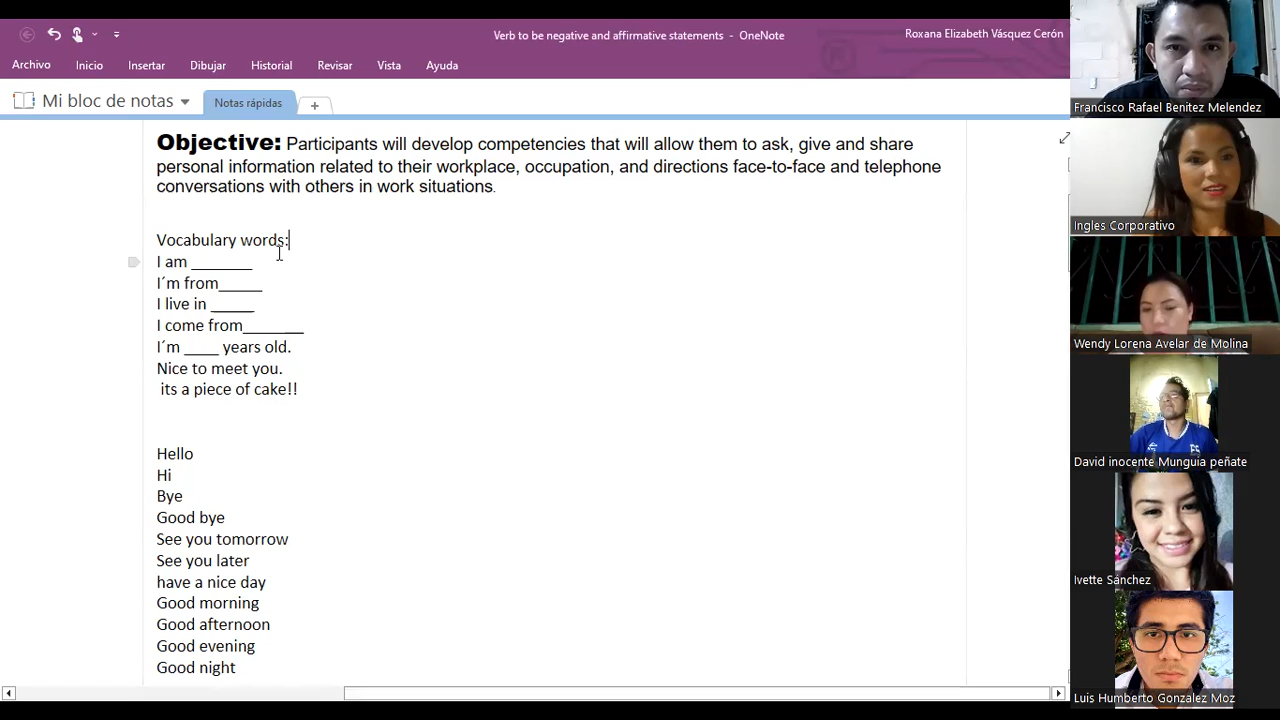 Verb to be negative and affirmative statements - OneNote
Roxana Elizabeth Vásquez Cerón
Archivo
Inicio
Insertar
Dibujar
Historial
Revisar
Vista
Ayuda
Mi bloc de notas
Notas rápidas
Objective: Participants will develop competencies that will allow them to ask, give and share
personal information related to their workplace, occupation, and directions face-to-face and telephone
conversations with others in work situations.
Vocabulary words:
I am _______
I´m from_____
I live in _____
I come from_______
I´m ____ years old.
Nice to meet you.
its a piece of cake!!
Hello
Hi
Bye
Good bye
See you tomorrow
See you later
have a nice day
Good morning
Good afternoon
Good evening
Good night
Francisco Rafael Benitez Melendez
Ingles Corporativo
Wendy Lorena Avelar de Molina
David inocente Munguia peñate
Ivette Sánchez
Luis Humberto Gonzalez Moz